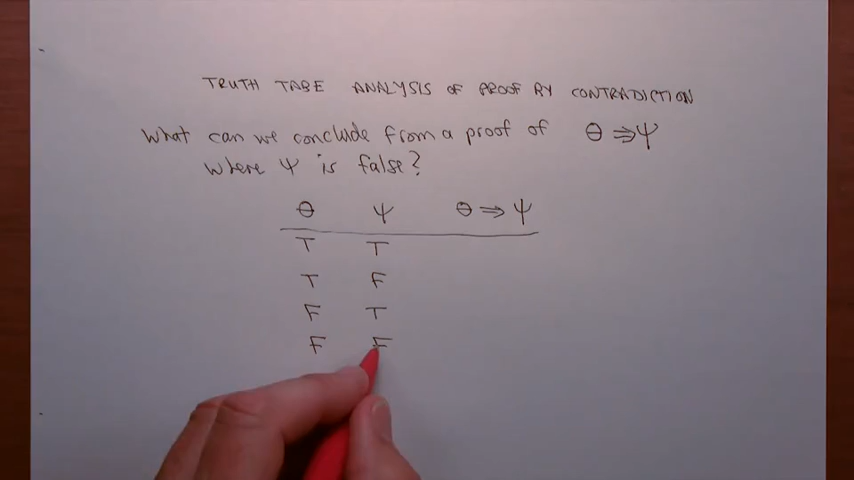 TRUTH TABE ANALYSIS OF PROOF BY CONTRADICTION
What can we conclude from a proof of θ ⇒ Ψ
where Ψ is false?
θ Ψ θ ⇒ Ψ
T T
T F
F T
F F